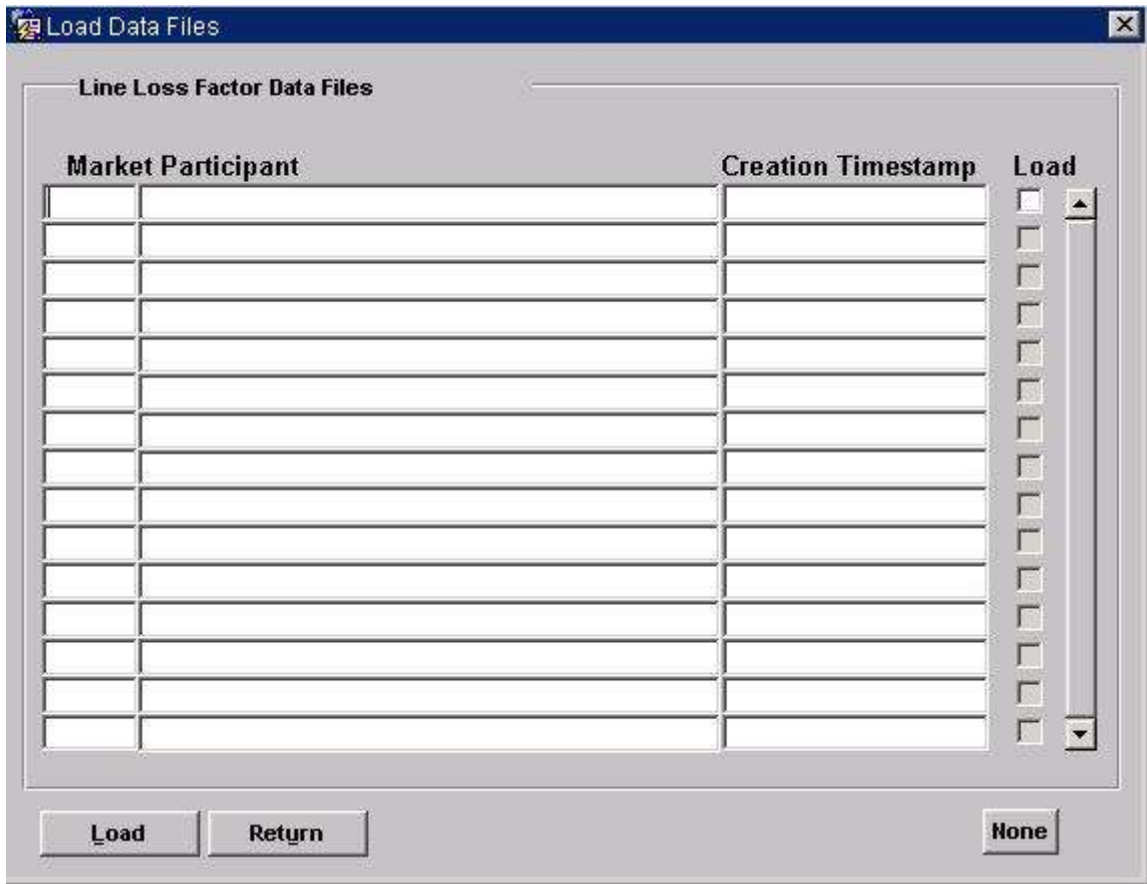 Load Data Files
Line Loss Factor Data Files
Market Participant Creation Timestamp Load
Load Return None